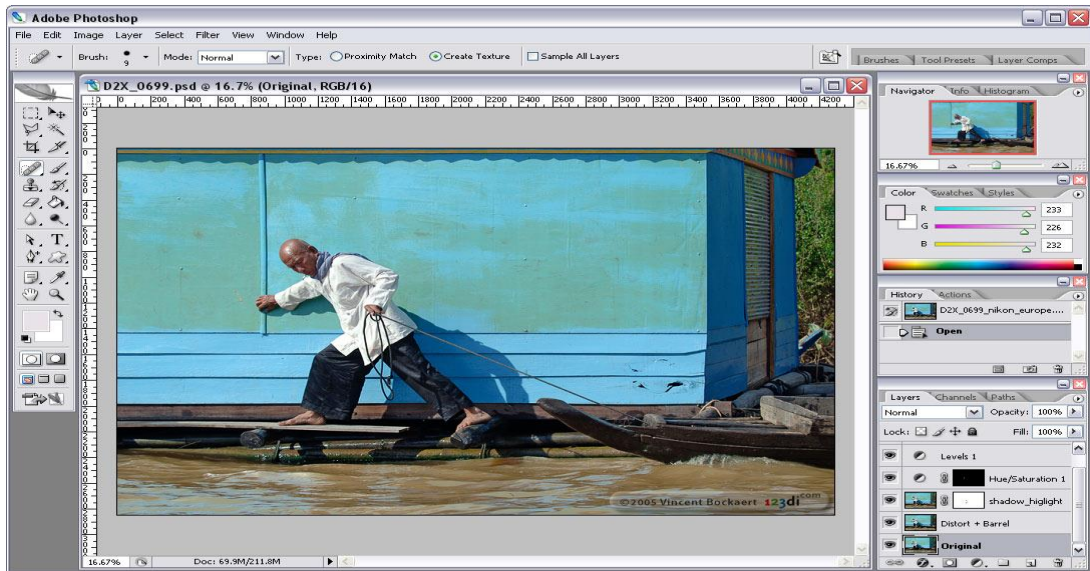 Adobe Photoshop
File Edit Image Layer Select Filter View Window Help
Brush: 9 Mode: Normal Type: Proximity Match Create Texture Sample All Layers
Brushes Tool Presets Layer Comps
D2X_0699.psd @ 16.7% (Original, RGB/16)
0 200 400 600 800 1000 1200 1400 1600 1800 2000 2200 2400 2600 2800 3000 3200 3400 3600 3800 4000 4200
Navigator Info Histogram
16.67%
Color Swatches Styles
R 233
G 226
B 232
History Actions
D2X_0699_nikon_europe....
Open
Layers Channels Paths
Normal Opacity: 100%
Lock: Fill: 100%
Levels 1
Hue/Saturation 1
shadow_higlight
Distort + Barrel
Original
©2005 Vincent Bockaert 123di.com
16.67% Doc: 69.9M/211.8M